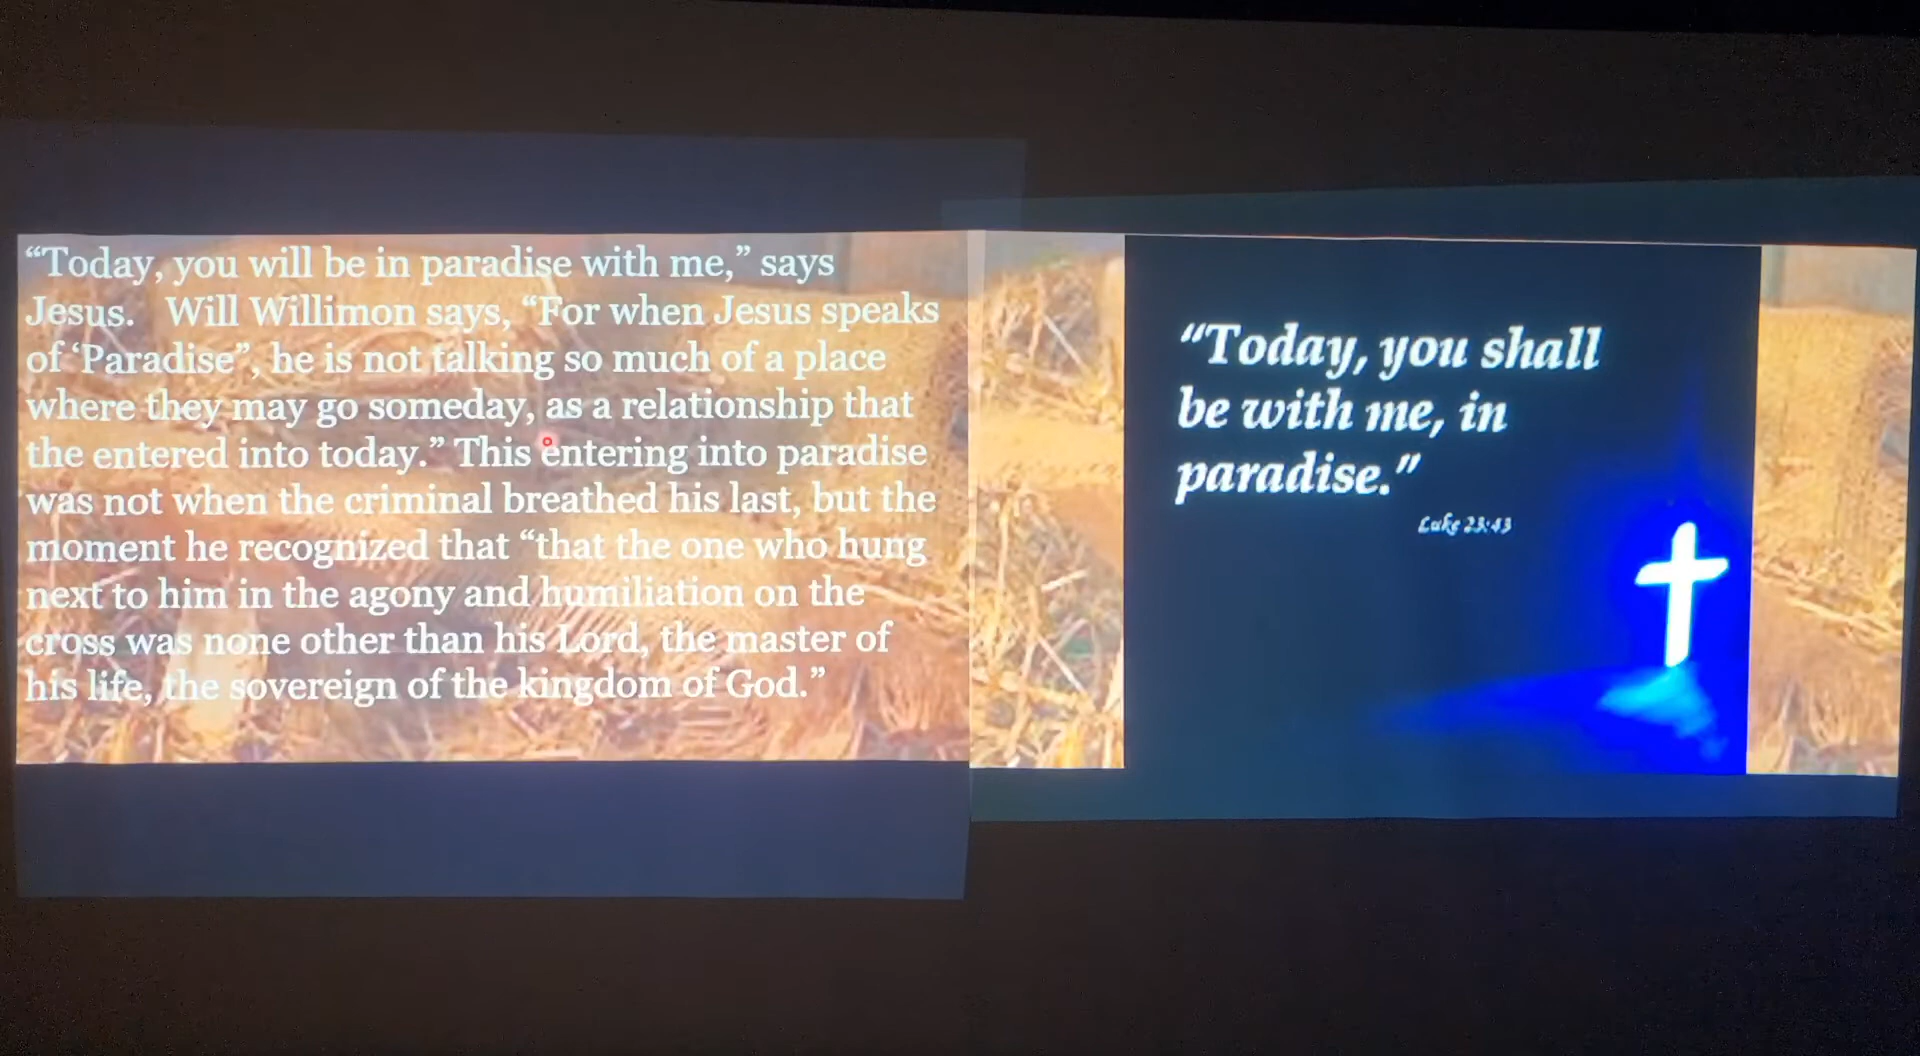 “Today, you will be in paradise with me,” says
Jesus.   Will Willimon says, “For when Jesus speaks
of ‘Paradise”, he is not talking so much of a place
where they may go someday, as a relationship that
the entered into today.” This entering into paradise
was not when the criminal breathed his last, but the
moment he recognized that “that the one who hung
next to him in the agony and humiliation on the
cross was none other than his Lord, the master of
his life, the sovereign of the kingdom of God.”
“Today, you shall
be with me, in
paradise.”
Luke 23:43